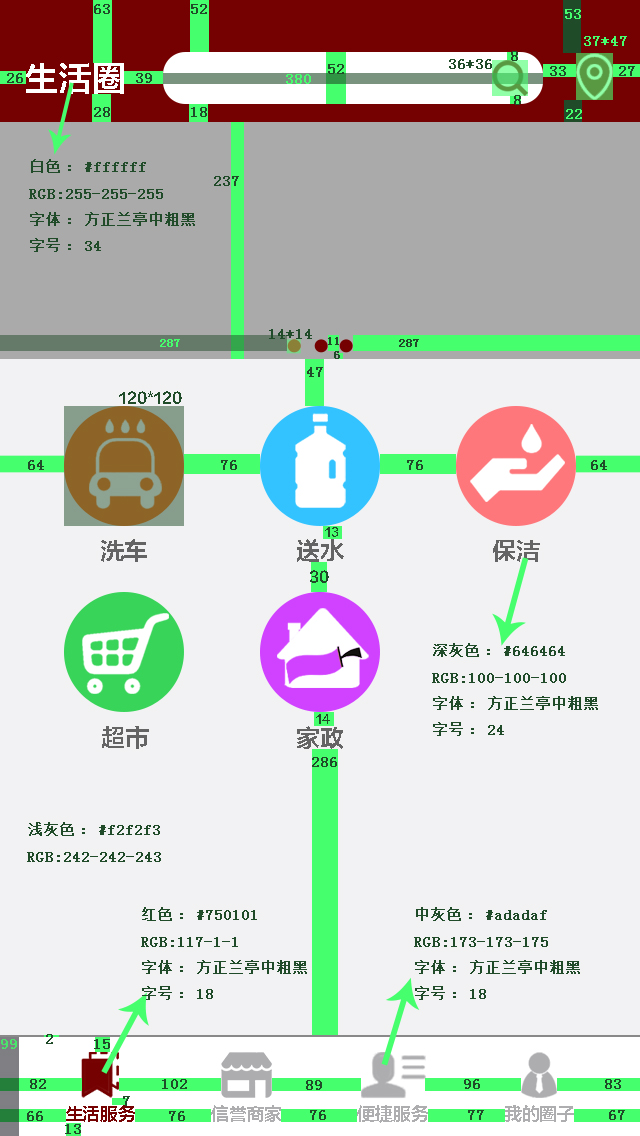 63
52
53
37*47
26
生活圈
39
380
52
36*36
8
33
27
8
28
18
22
白色： #ffffff
RGB:255-255-255
字体： 方正兰亭中粗黑
字号： 34
237
14*14
287
11
287
6
47
120*120
64
76
76
64
13
洗车
送水
保洁
30
深灰色： #646464
RGB:100-100-100
字体： 方正兰亭中粗黑
字号： 24
14
超市
家政
286
浅灰色： #f2f2f3
RGB:242-242-243
红色： #750101
RGB:117-1-1
字体： 方正兰亭中粗黑
字号： 18
中灰色： #adadaf
RGB:173-173-175
字体： 方正兰亭中粗黑
字号： 18
99
2
15
82
102
89
96
83
7
66
生活服务
76
信誉商家
76
便捷服务
77
我的圈子
67
13